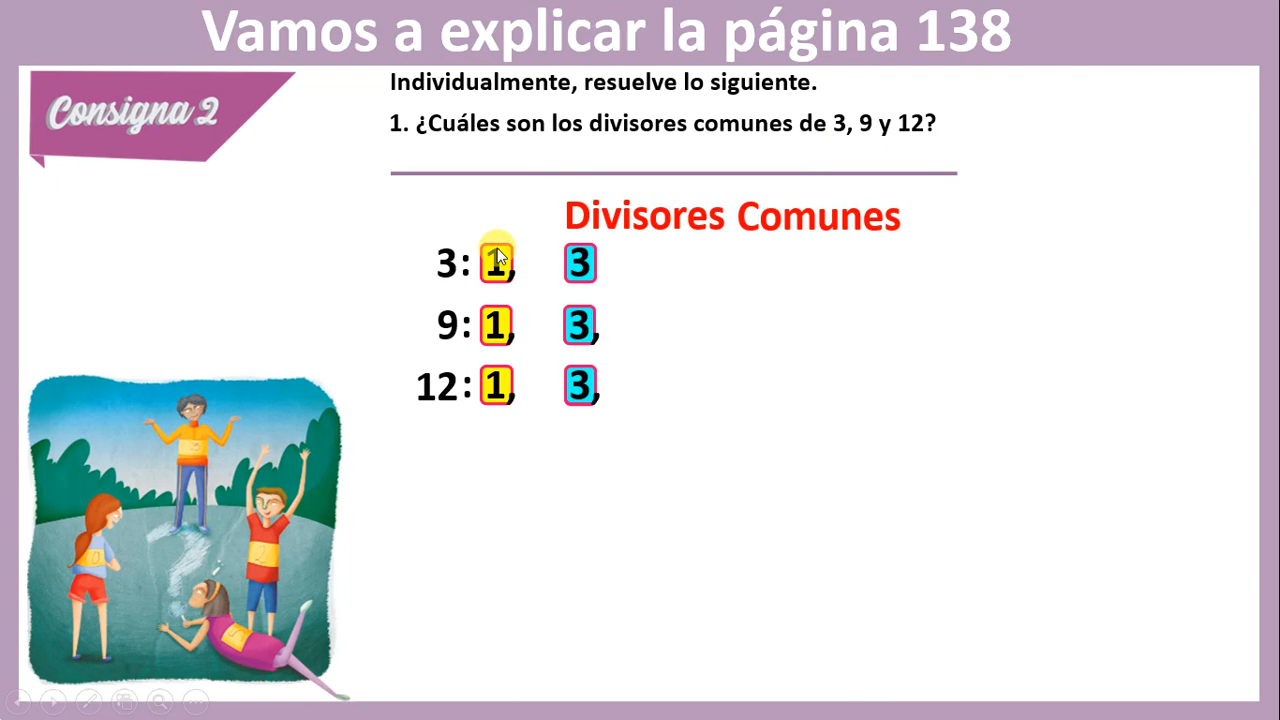 Vamos a explicar la página 138
Consigna 2
Individualmente, resuelve lo siguiente.
1. ¿Cuáles son los divisores comunes de 3, 9 y 12?
Divisores Comunes
3: 1, 3
9: 1, 3,
12: 1, 3,